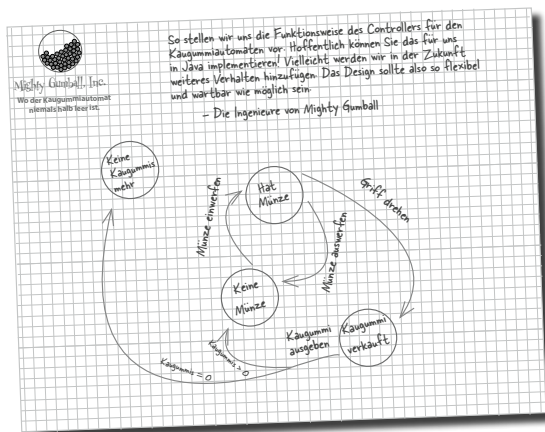 So stellen wir uns die Funktionsweise des Controllers für den
Kaugummiautomaten vor. Hoffentlich können Sie das für uns
in Java implementieren! Vielleicht werden wir in der Zukunft
weiteres Verhalten hinzufügen. Das Design sollte also so flexibel
und wartbar wie möglich sein.
– Die Ingenieure von Mighty Gumball
Mighty Gumball, Inc.
Wo der Kaugummiautomat
niemals halb leer ist.
Keine
Kaugummis
mehr
Münze einwerfen
Hat
Münze
Griff drehen
Münze auswerfen
Keine
Münze
Kaugummi
ausgeben
Kaugummi
verkauft
Kaugummis = 0
Kaugummis > 0